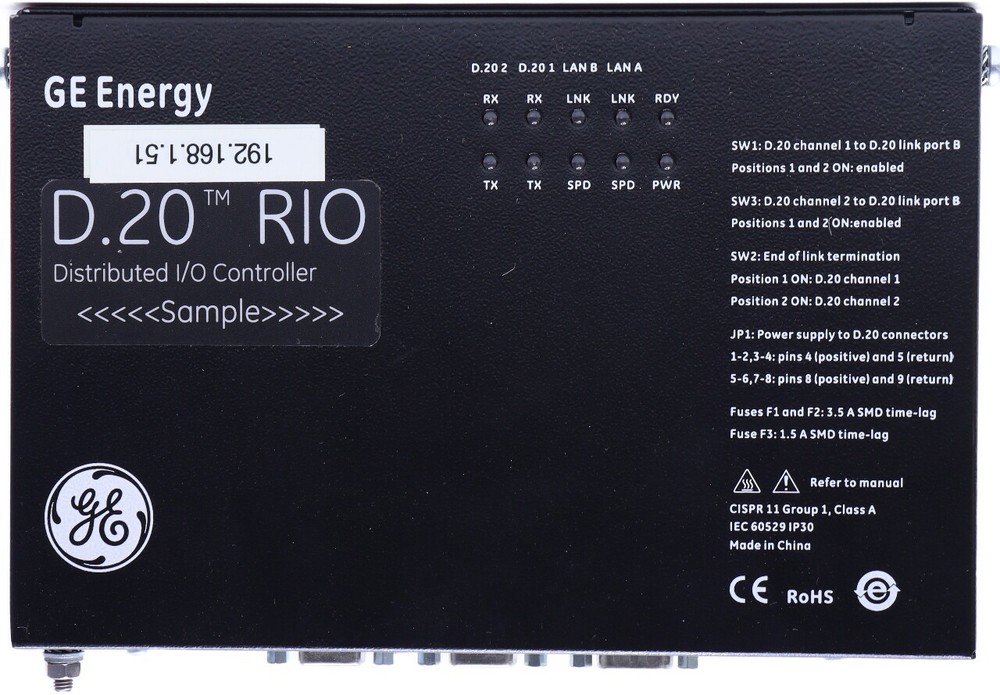 GE Energy
192.168.1.51
D.20™ RIO
Distributed I/O Controller
<<<<<Sample>>>>>
GE
D.20 2 D.20 1 LAN B LAN A
RX RX LNK LNK RDY
TX TX SPD SPD PWR
SW1: D.20 channel 1 to D.20 link port B
Positions 1 and 2 ON: enabled
SW3: D.20 channel 2 to D.20 link port B
Positions 1 and 2 ON:enabled
SW2: End of link termination
Position 1 ON: D.20 channel 1
Position 2 ON: D.20 channel 2
JP1: Power supply to D.20 connectors
1-2,3-4: pins 4 (positive) and 5 (return)
5-6,7-8: pins 8 (positive) and 9 (return)
Fuses F1 and F2: 3.5 A SMD time-lag
Fuse F3: 1.5 A SMD time-lag
Refer to manual
CISPR 11 Group 1, Class A
IEC 60529 IP30
Made in China
CE RoHS e